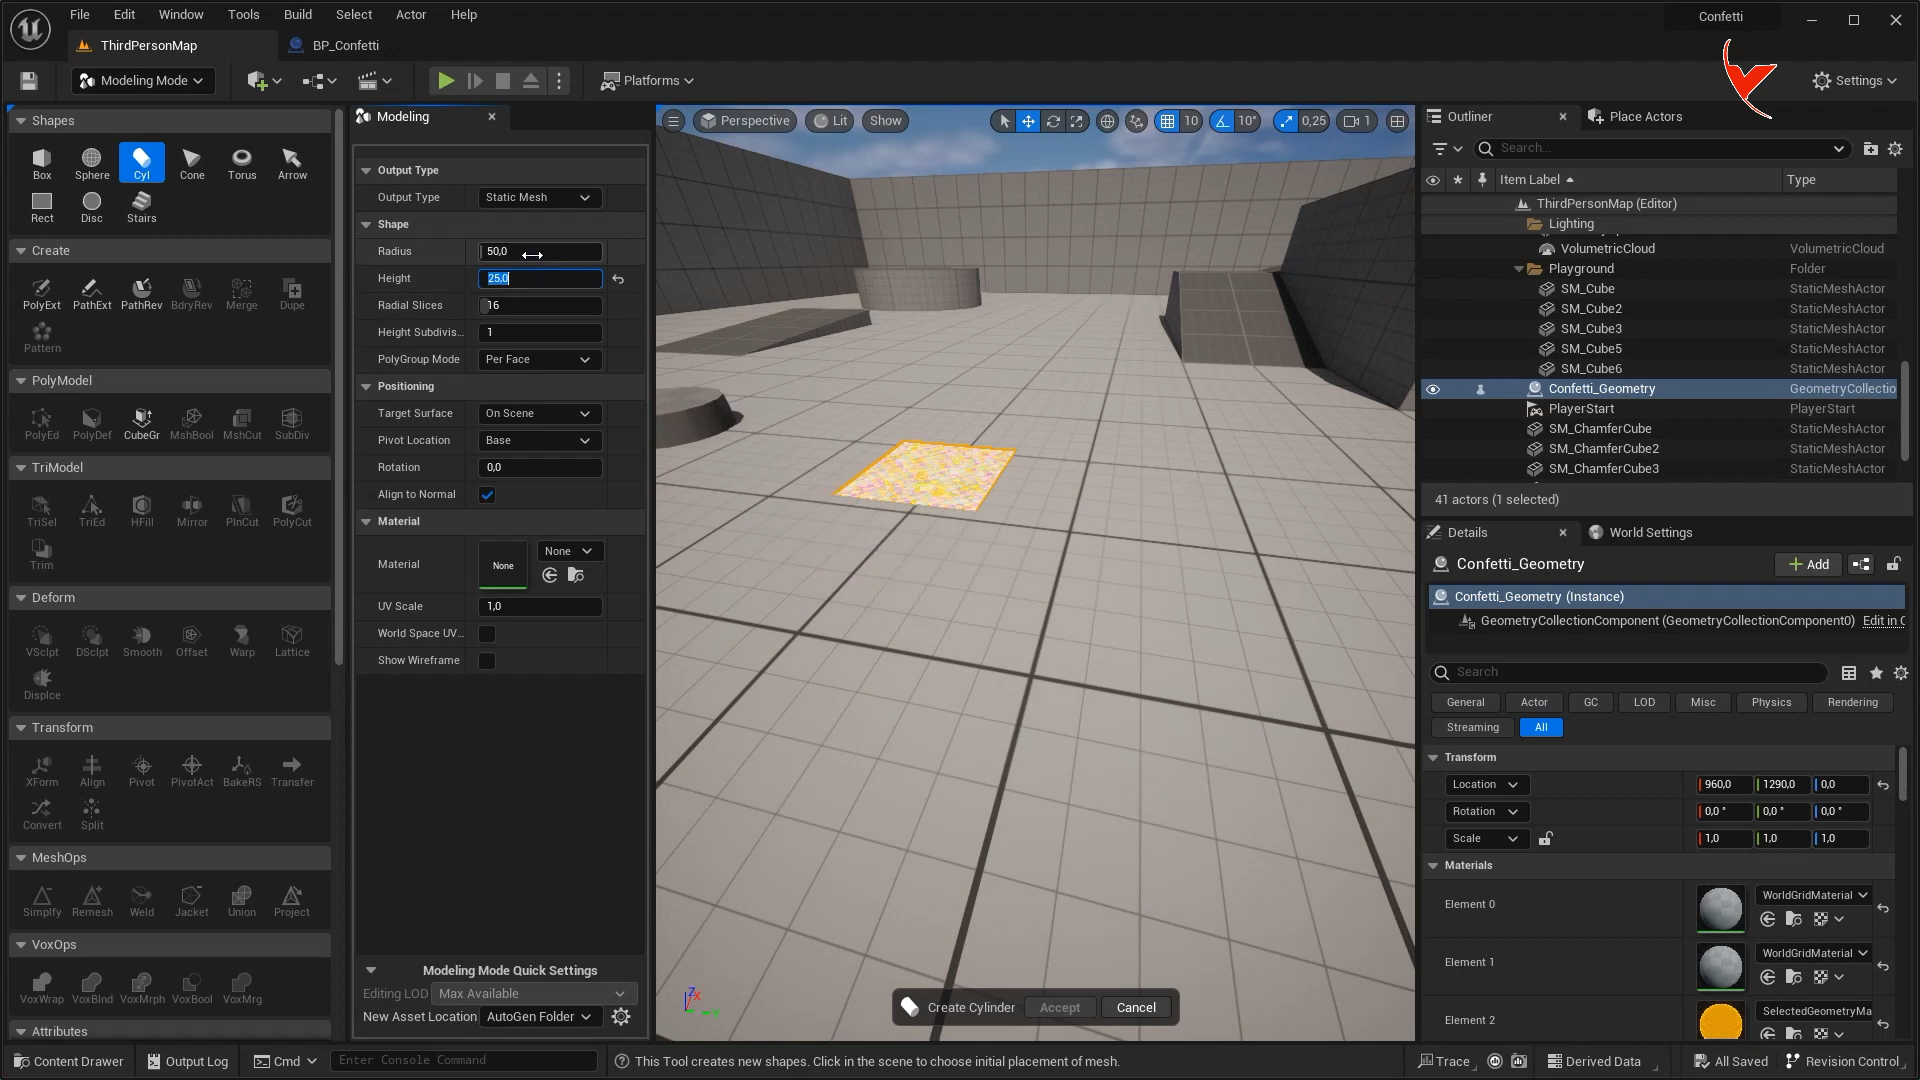 File Edit Window Tools Build Select Actor Help
Confetti
ThirdPersonMap
BP_Confetti
Modeling Mode
Platforms
Settings
Shapes
Box Sphere Cyl Cone Torus Arrow
Rect Disc Stairs
Create
PolyExt PathExt PathRev BdryRev Merge Dupe
Pattern
PolyModel
PolyEd PolyDef CubeGr MshBool MshCut SubDiv
TriModel
TriSel TriEd HFill Mirror PlnCut PolyCut
Trim
Deform
VSclpt DSclpt Smooth Offset Warp Lattice
Displce
Transform
XForm Align Pivot PivotAct BakeRS Transfer
Convert Split
MeshOps
Simplfy Remesh Weld Jacket Union Project
VoxOps
VoxWrap VoxBlnd VoxMrph VoxBool VoxMrg
Attributes
Modeling
Output Type
Output Type Static Mesh
Shape
Radius 50,0
Height 25,0
Radial Slices 16
Height Subdivis... 1
PolyGroup Mode Per Face
Positioning
Target Surface On Scene
Pivot Location Base
Rotation 0,0
Align to Normal
Material
Material None None
UV Scale 1,0
World Space UV...
Show Wireframe
Modeling Mode Quick Settings
Editing LOD Max Available
New Asset Location AutoGen Folder
Perspective Lit Show 10 10° 0,25 1
Z X
Create Cylinder Accept Cancel
Outliner
Place Actors
Search...
Item Label Type
ThirdPersonMap (Editor)
Lighting
VolumetricCloud VolumetricCloud
Playground Folder
SM_Cube StaticMeshActor
SM_Cube2 StaticMeshActor
SM_Cube3 StaticMeshActor
SM_Cube5 StaticMeshActor
SM_Cube6 StaticMeshActor
Confetti_Geometry GeometryCollectio
PlayerStart PlayerStart
SM_ChamferCube StaticMeshActor
SM_ChamferCube2 StaticMeshActor
SM_ChamferCube3 StaticMeshActor
41 actors (1 selected)
Details
World Settings
Confetti_Geometry
Add
Confetti_Geometry (Instance)
GeometryCollectionComponent (GeometryCollectionComponent0) Edit in C
Search
General Actor GC LOD Misc Physics Rendering
Streaming All
Transform
Location 960,0 1290,0 0,0
Rotation 0,0 ° 0,0 ° 0,0 °
Scale 1,0 1,0 1,0
Materials
Element 0 WorldGridMaterial
Element 1 WorldGridMaterial
Element 2 SelectedGeometryMa
Content Drawer Output Log Cmd Enter Console Command This Tool creates new shapes. Click in the scene to choose initial placement of mesh. Trace Derived Data All Saved Revision Control